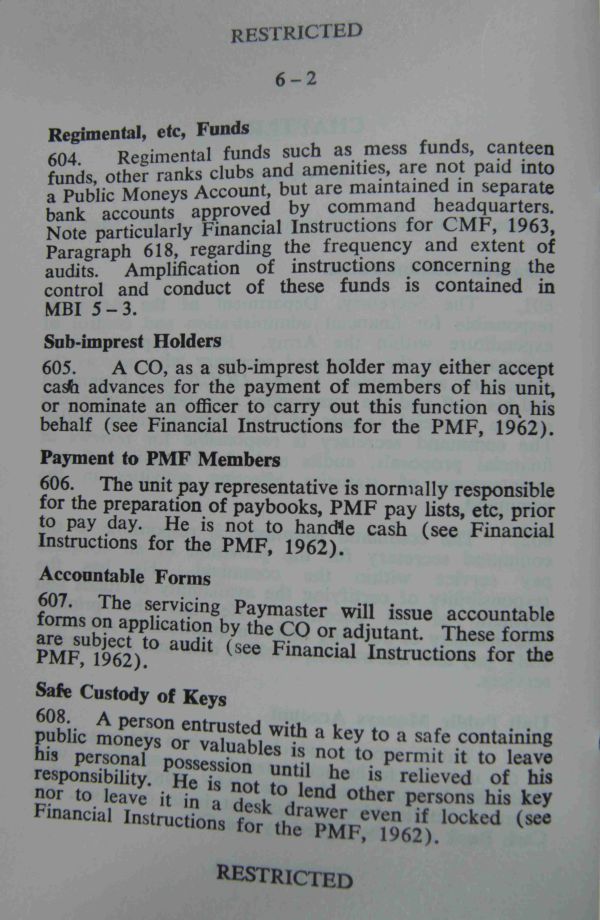 RESTRICTED
6 – 2
Regimental, etc, Funds
604. Regimental funds such as mess funds, canteen
funds, other ranks clubs and amenities, are not paid into
a Public Moneys Account, but are maintained in separate
bank accounts approved by command headquarters.
Note particularly Financial Instructions for CMF, 1963,
Paragraph 618, regarding the frequency and extent of
audits. Amplification of instructions concerning the
control and conduct of these funds is contained in
MBI 5 – 3.
Sub-imprest Holders
605. A CO, as a sub-imprest holder may either accept
cash advances for the payment of members of his unit,
or nominate an officer to carry out this function on his
behalf (see Financial Instructions for the PMF, 1962).
Payment to PMF Members
606. The unit pay representative is normally responsible
for the preparation of paybooks, PMF pay lists, etc, prior
to pay day. He is not to handle cash (see Financial
Instructions for the PMF, 1962).
Accountable Forms
607. The servicing Paymaster will issue accountable
forms on application by the CO or adjutant. These forms
are subject to audit (see Financial Instructions for the
PMF, 1962).
Safe Custody of Keys
608. A person entrusted with a key to a safe containing
public moneys or valuables is not to permit it to leave
his personal possession until he is relieved of his
responsibility. He is not to lend other persons his key
nor to leave it in a desk drawer even if locked (see
Financial Instructions for the PMF, 1962).
RESTRICTED